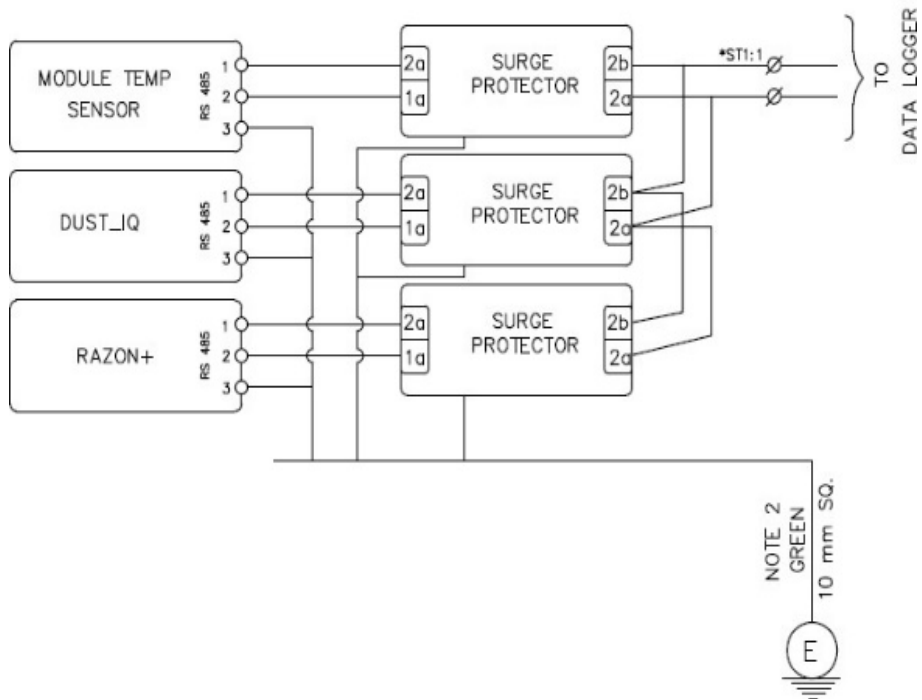 MODULE TEMP
SENSOR
RS 485
1
2
3
2a
1a
SURGE
PROTECTOR
2b
2a
*ST1:1
TO
DATA LOGGER
DUST_IQ
RS 485
1
2
3
2a
1a
SURGE
PROTECTOR
2b
2a
RAZON+
RS 485
1
2
3
2a
1a
SURGE
PROTECTOR
2b
2a
NOTE 2
GREEN
10 mm SQ.
E